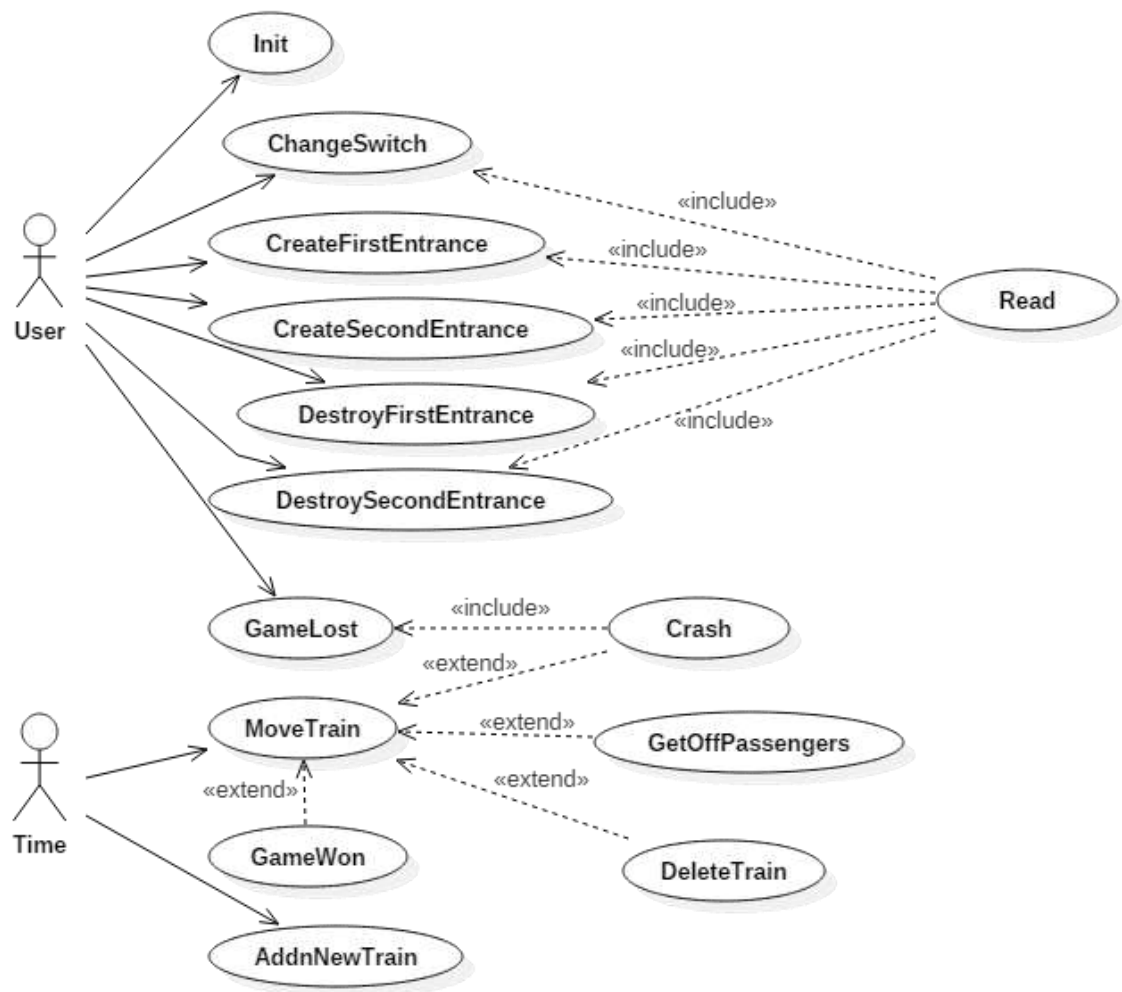 Init
ChangeSwitch
«include»
CreateFirstEntrance
«include»
Read
User
CreateSecondEntrance
«include»
«include»
DestroyFirstEntrance
«include»
DestroySecondEntrance
«include»
GameLost
Crash
«extend»
MoveTrain
«extend»
GetOffPassengers
«extend»
«extend»
Time
GameWon
DeleteTrain
AddnNewTrain